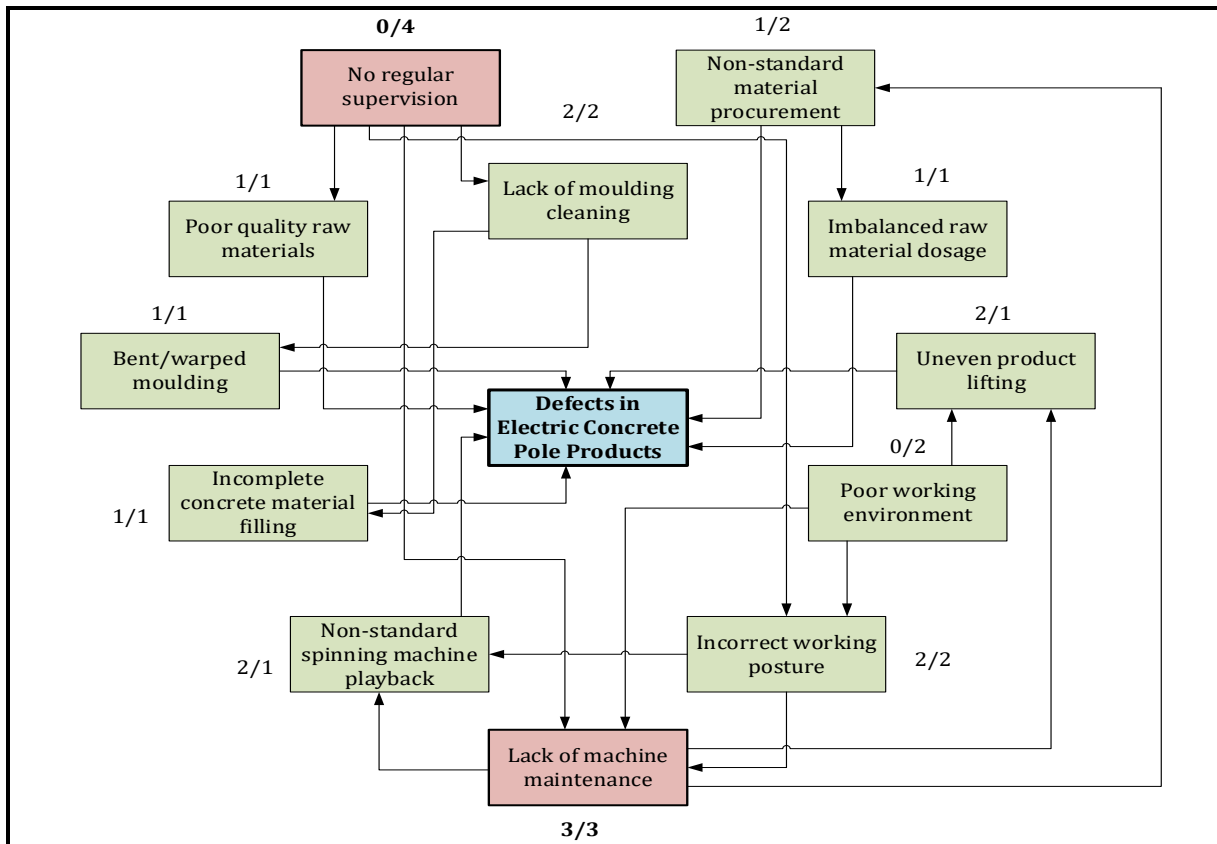 0/4
1/2
No regular
supervision
Non-standard
material
procurement
2/2
1/1
Lack of moulding
cleaning
1/1
Poor quality raw
materials
Imbalanced raw
material dosage
1/1
2/1
Bent/warped
moulding
Uneven product
lifting
Defects in
Electric Concrete
Pole Products
0/2
Incomplete
concrete material
filling
1/1
Poor working
environment
Non-standard
spinning machine
playback
2/1
Incorrect working
posture
2/2
Lack of machine
maintenance
3/3